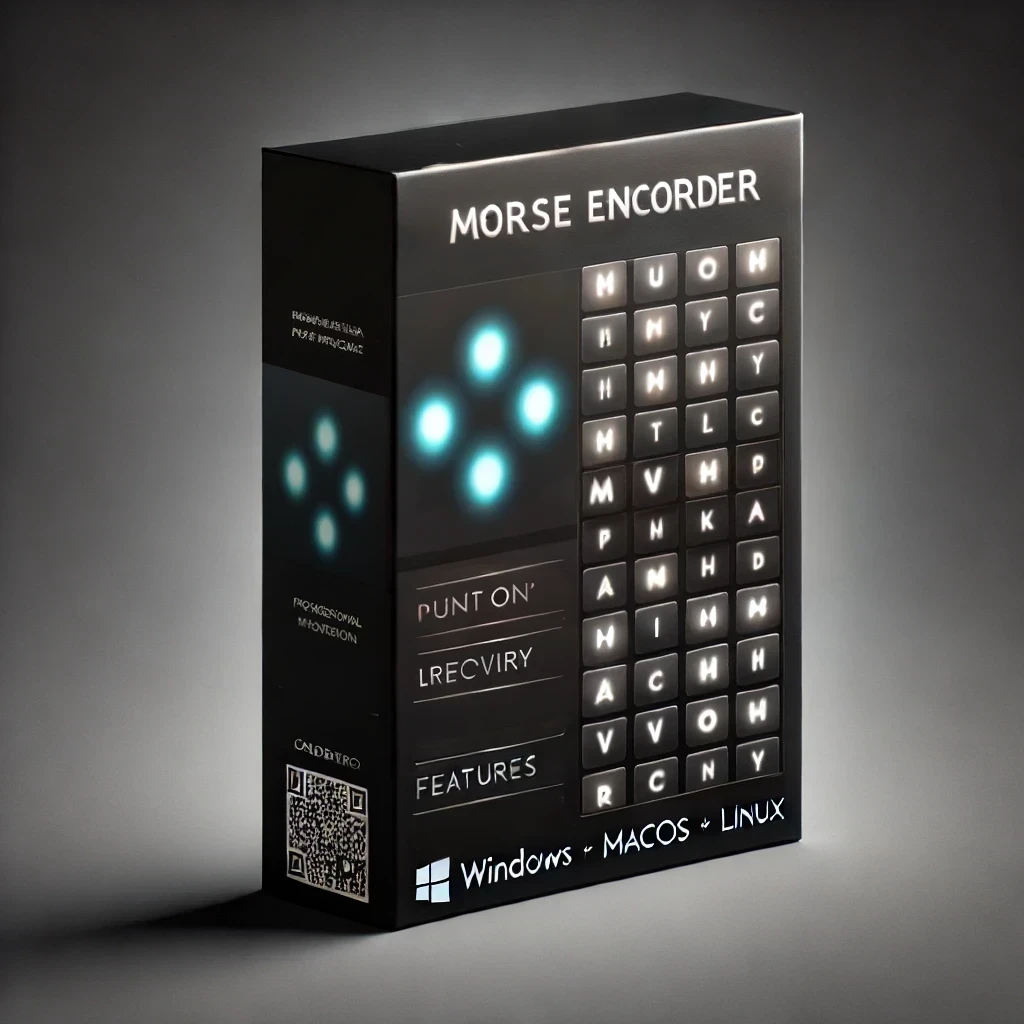 MORSE ENCORDER
M U O M
H Y C
M H Y
M T L C
M V H P
P N K A
A M H D
H I M M
A C H H
V V O H
R C N Y
PUNT ON'
LRECVIRY
FEATURES
Windows - MACOS - LINUX